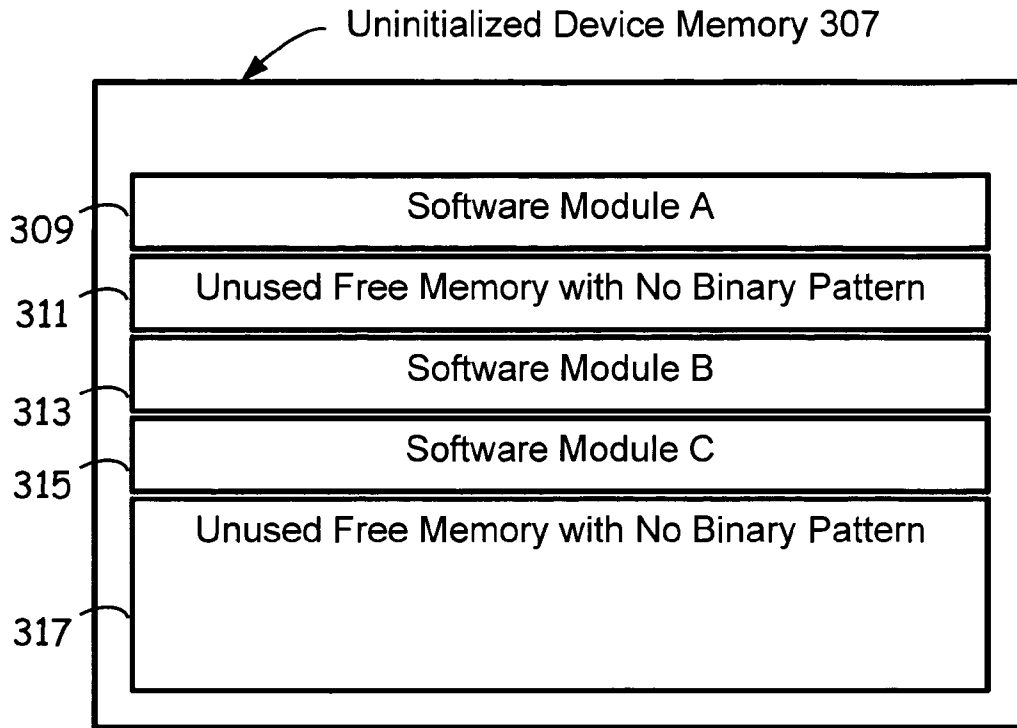 Uninitialized Device Memory 307
Software Module A
309
Unused Free Memory with No Binary Pattern
311
Software Module B
313
Software Module C
315
Unused Free Memory with No Binary Pattern
317